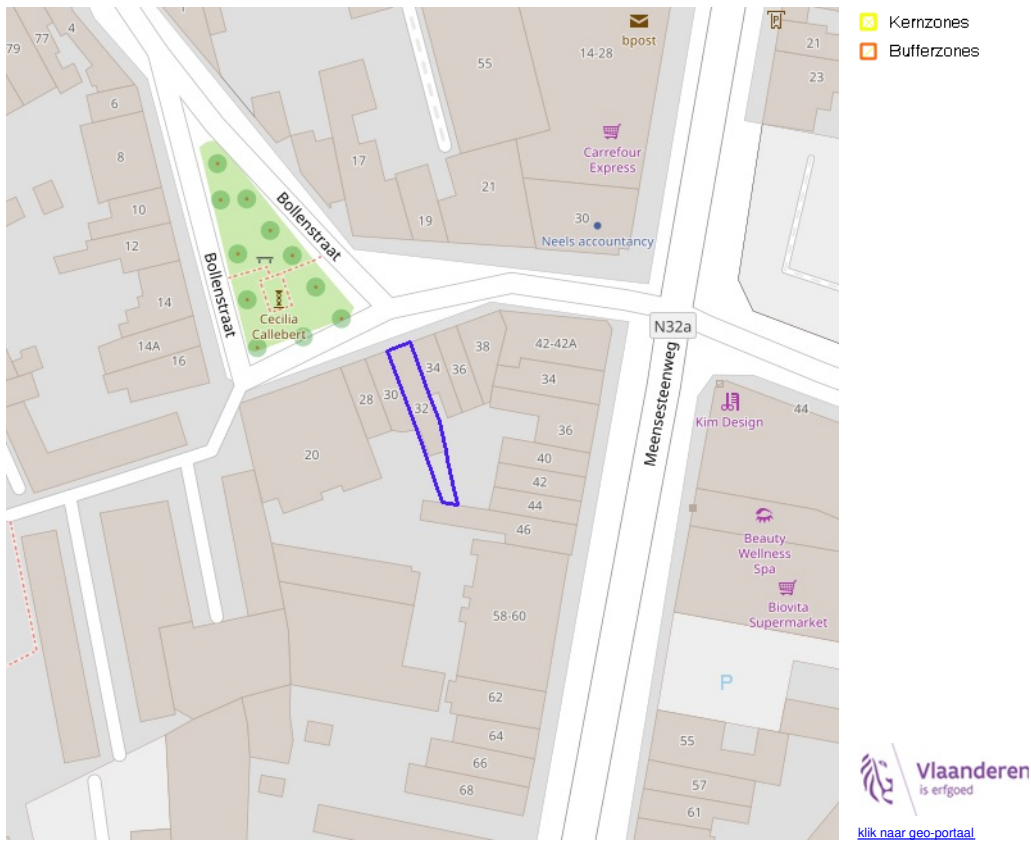 4
77
79
6
8
10
12
14
14A
16
Bollenstraat
Bollenstraat
Cecilia
Callebert
17
19
21
55
bpost
14-28
Carrefour
Express
30
Neels accountancy
P
21
23
N32a
Meensesteenweg
20
28
30
32
34
36
38
42-42A
34
36
40
42
44
46
58-60
62
64
66
68
Kim Design
44
Beauty
Wellness
Spa
Biovita
Supermarket
P
55
57
61
Kernzones
Bufferzones
Vlaanderen
is erfgoed
klik naar geo-portaal